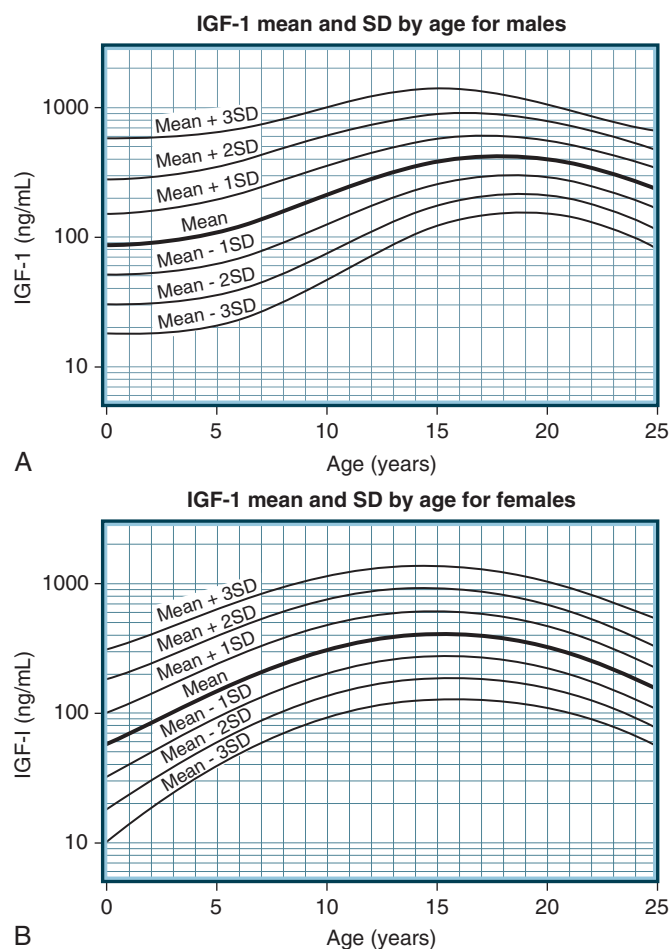 IGF-1 mean and SD by age for males
1000
100
10
IGF-1 (ng/mL)
Mean + 3SD
Mean + 2SD
Mean + 1SD
Mean
Mean - 1SD
Mean - 2SD
Mean - 3SD
0 5 10 15 20 25
Age (years)
A
IGF-1 mean and SD by age for females
1000
100
10
IGF-I (ng/mL)
Mean + 3SD
Mean + 2SD
Mean + 1SD
Mean
Mean - 1SD
Mean - 2SD
Mean - 3SD
0 5 10 15 20 25
Age (years)
B